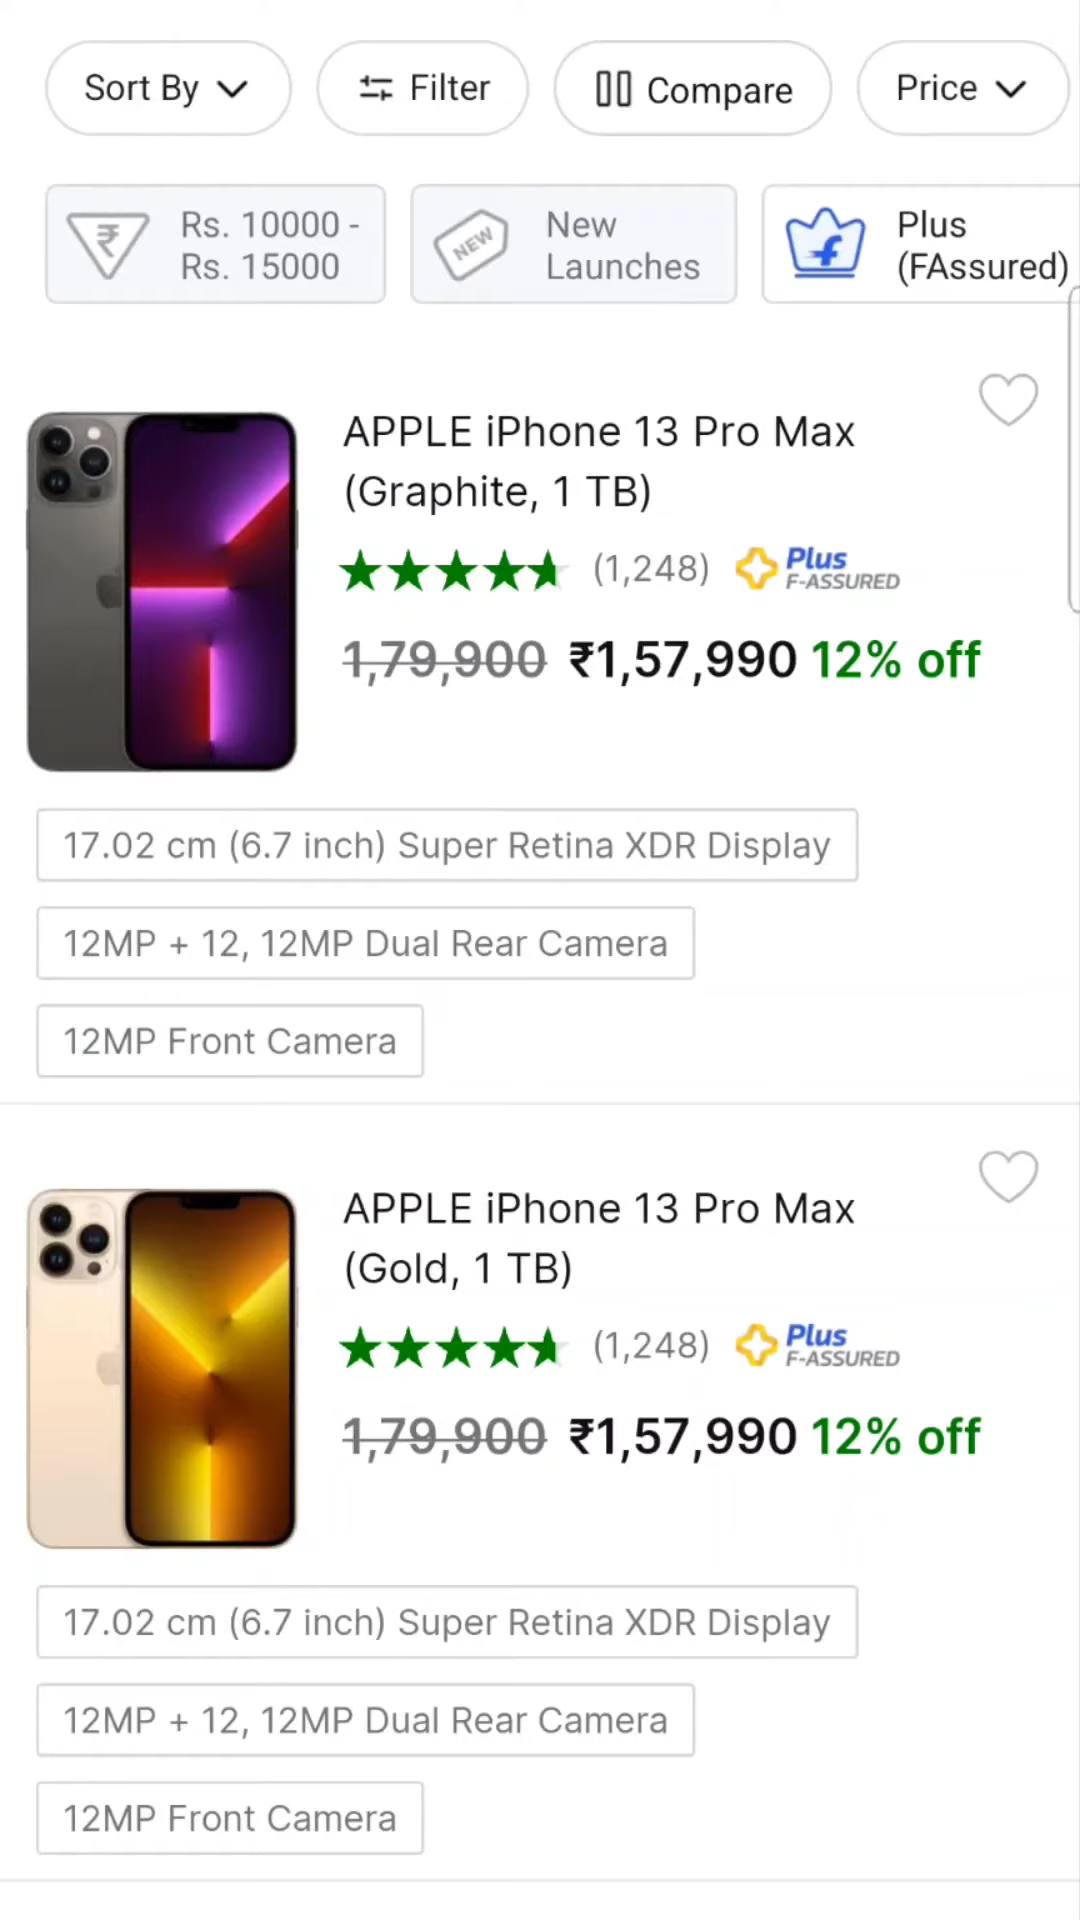 Sort By
Filter
Compare
Price
Rs. 10000 -
Rs. 15000
NEW
New
Launches
Plus
(FAssured)
APPLE iPhone 13 Pro Max
(Graphite, 1 TB)
(1,248)
Plus
F-ASSURED
1,79,900 ₹1,57,990 12% off
17.02 cm (6.7 inch) Super Retina XDR Display
12MP + 12, 12MP Dual Rear Camera
12MP Front Camera
APPLE iPhone 13 Pro Max
(Gold, 1 TB)
(1,248)
Plus
F-ASSURED
1,79,900 ₹1,57,990 12% off
17.02 cm (6.7 inch) Super Retina XDR Display
12MP + 12, 12MP Dual Rear Camera
12MP Front Camera